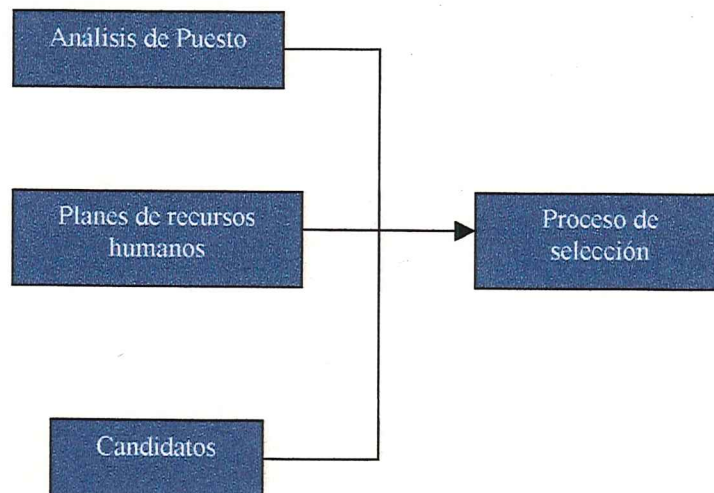 Análisis de Puesto
Planes de recursos
humanos
Proceso de
selección
Candidatos